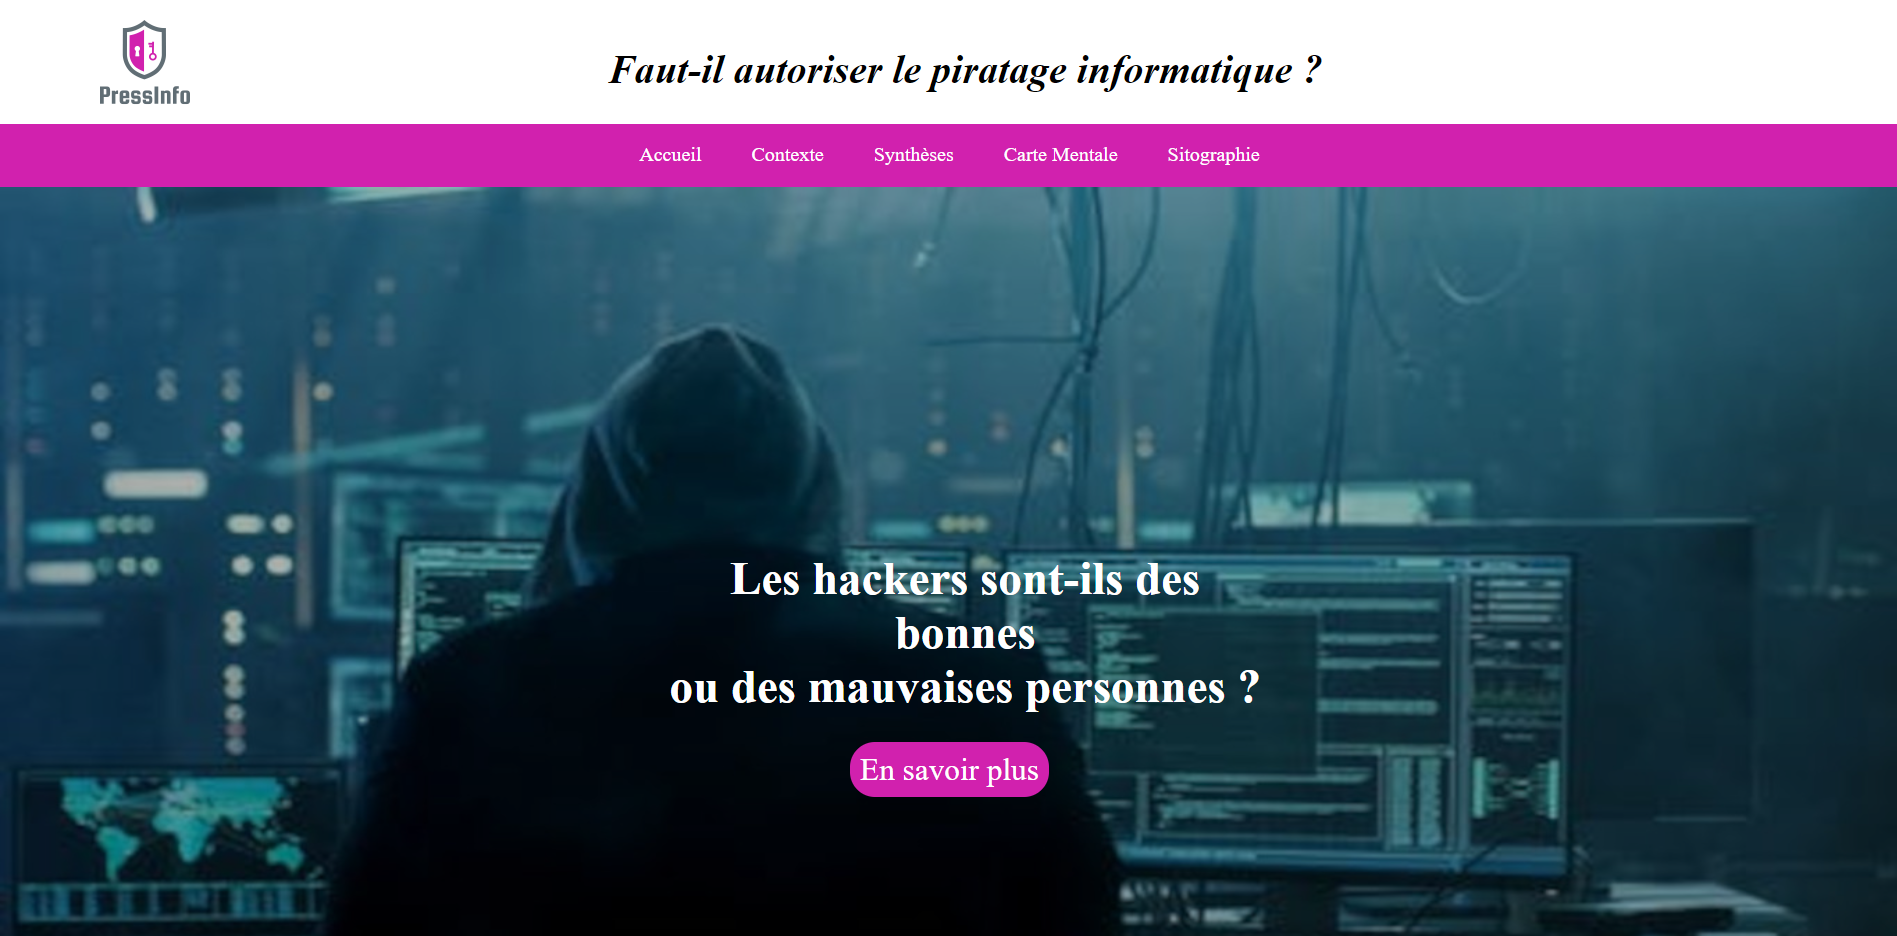 PressInfo
Faut-il autoriser le piratage informatique ?
Accueil Contexte Synthèses Carte Mentale Sitographie
Les hackers sont-ils des
bonnes
ou des mauvaises personnes ?
En savoir plus